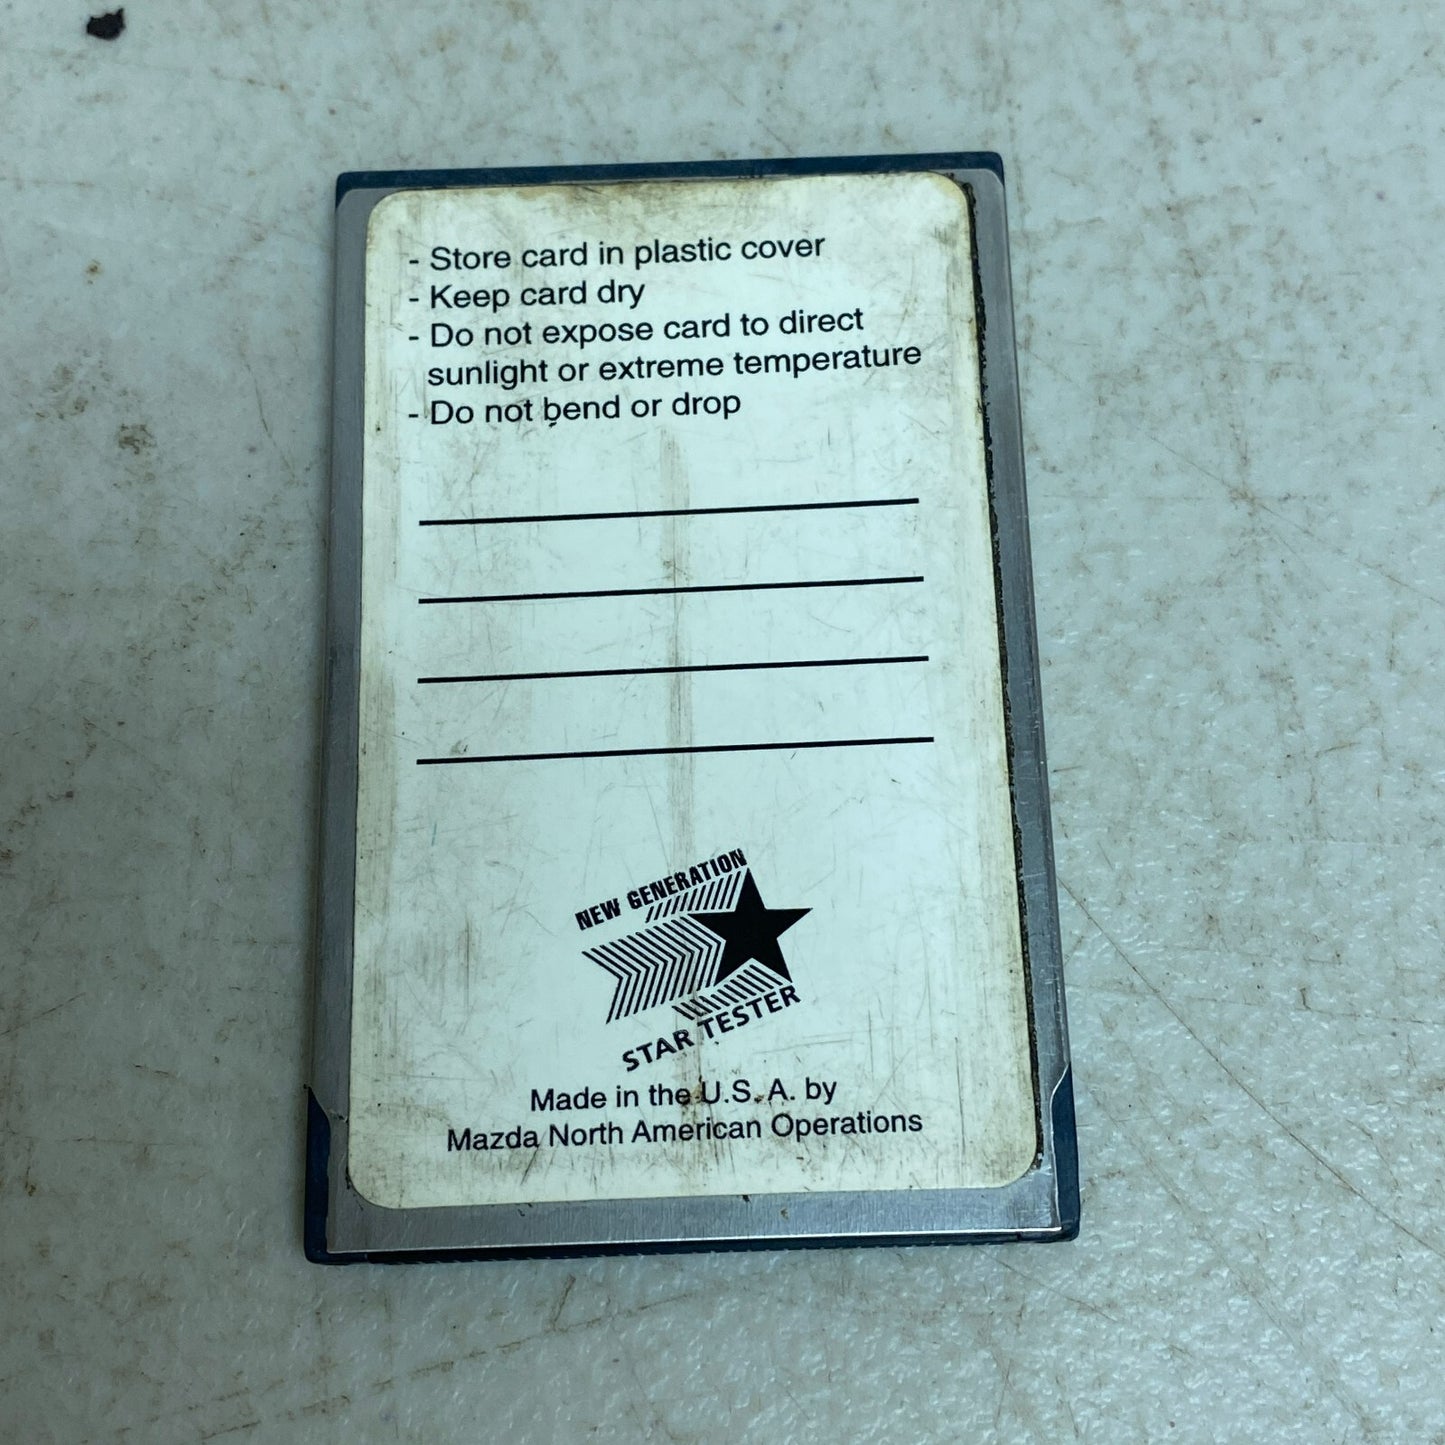 - Store card in plastic cover
- Keep card dry
- Do not expose card to direct
sunlight or extreme temperature
- Do not bend or drop
NEW GENERATION
STAR TESTER
Made in the U.S.A. by
Mazda North American Operations